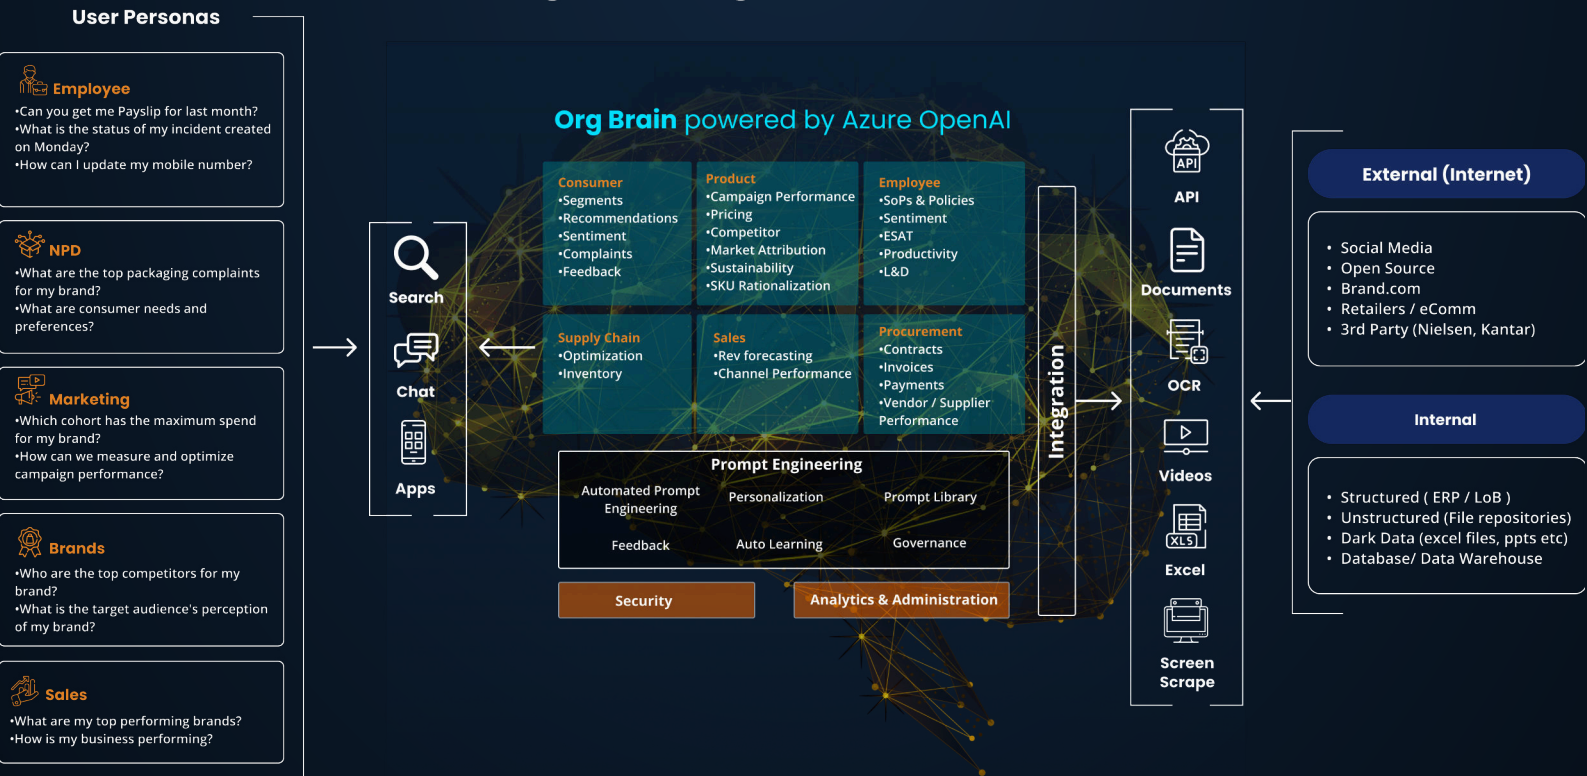 User Personas
Employee
•Can you get me Payslip for last month?
•What is the status of my incident created
on Monday?
•How can I update my mobile number?
NPD
•What are the top packaging complaints
for my brand?
•What are consumer needs and
preferences?
Marketing
•Which cohort has the maximum spend
for my brand?
•How can we measure and optimize
campaign performance?
Brands
•Who are the top competitors for my
brand?
•What is the target audience's perception
of my brand?
Sales
•What are my top performing brands?
•How is my business performing?
Search
Chat
Apps
Org Brain powered by Azure OpenAI
Consumer
•Segments
•Recommendations
•Sentiment
•Complaints
•Feedback
Product
•Campaign Performance
•Pricing
•Competitor
•Market Attribution
•Sustainability
•SKU Rationalization
Employee
•SoPs & Policies
•Sentiment
•ESAT
•Productivity
•L&D
Supply Chain
•Optimization
•Inventory
Sales
•Rev forecasting
•Channel Performance
Procurement
•Contracts
•Invoices
•Payments
•Vendor / Supplier
Performance
Prompt Engineering
Automated Prompt
Engineering
Personalization
Prompt Library
Feedback
Auto Learning
Governance
Security
Analytics & Administration
Integration
API
API
Documents
OCR
Videos
XLS
Excel
Screen
Scrape
External (Internet)
• Social Media
• Open Source
• Brand.com
• Retailers / eComm
• 3rd Party (Nielsen, Kantar)
Internal
• Structured ( ERP / LoB )
• Unstructured (File repositories)
• Dark Data (excel files, ppts etc)
• Database/ Data Warehouse